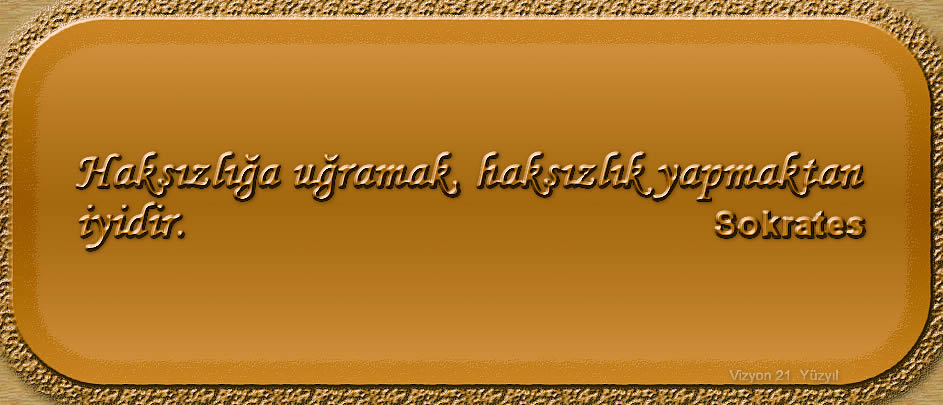 Haksızlığa uğramak, haksızlık yapmaktan
iyidir. Sokrates
Vizyon 21. Yüzyıl